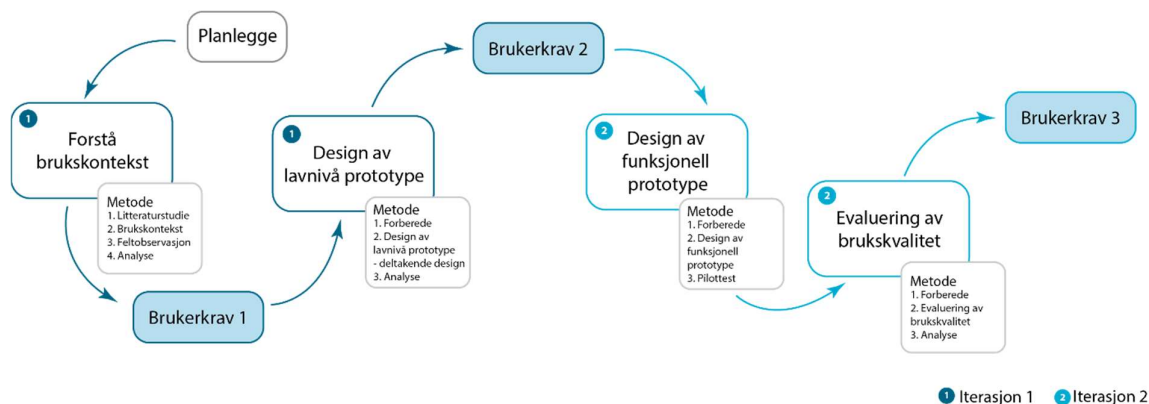 Planlegge
1
Forstå
brukskontekst
Metode
1. Litteraturstudie
2. Brukskontekst
3. Feltobservasjon
4. Analyse
Brukerkrav 1
1
Design av
lavnivå prototype
Metode
1. Forberede
2. Design av
lavnivå prototype
- deltakende design
3. Analyse
Brukerkrav 2
2
Design av
funksjonell
prototype
Metode
1. Forberede
2. Design av
funksjonell
prototype
3. Pilottest
2
Evaluering av
brukskvalitet
Metode
1. Forberede
2. Evaluering av
brukskvalitet
3. Analyse
Brukerkrav 3
1 Iterasjon 1 2 Iterasjon 2